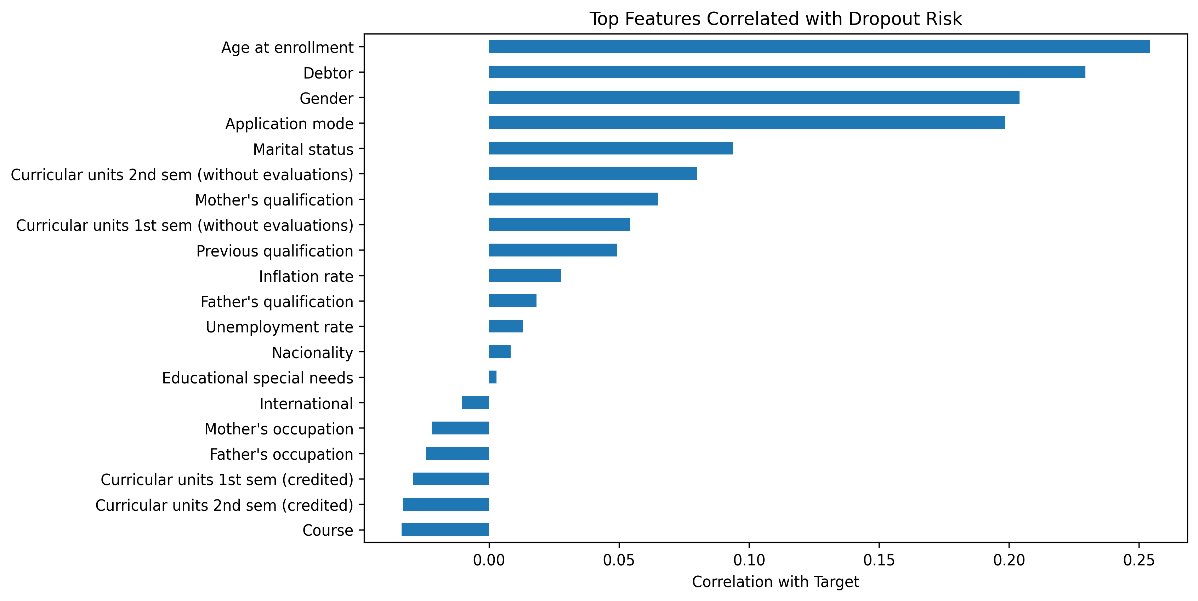 Top Features Correlated with Dropout Risk
Age at enrollment
Debtor
Gender
Application mode
Marital status
Curricular units 2nd sem (without evaluations)
Mother's qualification
Curricular units 1st sem (without evaluations)
Previous qualification
Inflation rate
Father's qualification
Unemployment rate
Nacionality
Educational special needs
International
Mother's occupation
Father's occupation
Curricular units 1st sem (credited)
Curricular units 2nd sem (credited)
Course
0.00 0.05 0.10 0.15 0.20 0.25
Correlation with Target